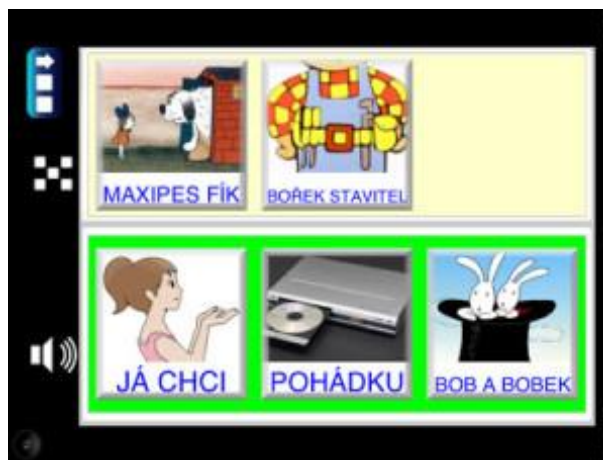 MAXIPES FÍK
BOŘEK STAVITEL
JÁ CHCI
POHÁDKU
BOB A BOBEK